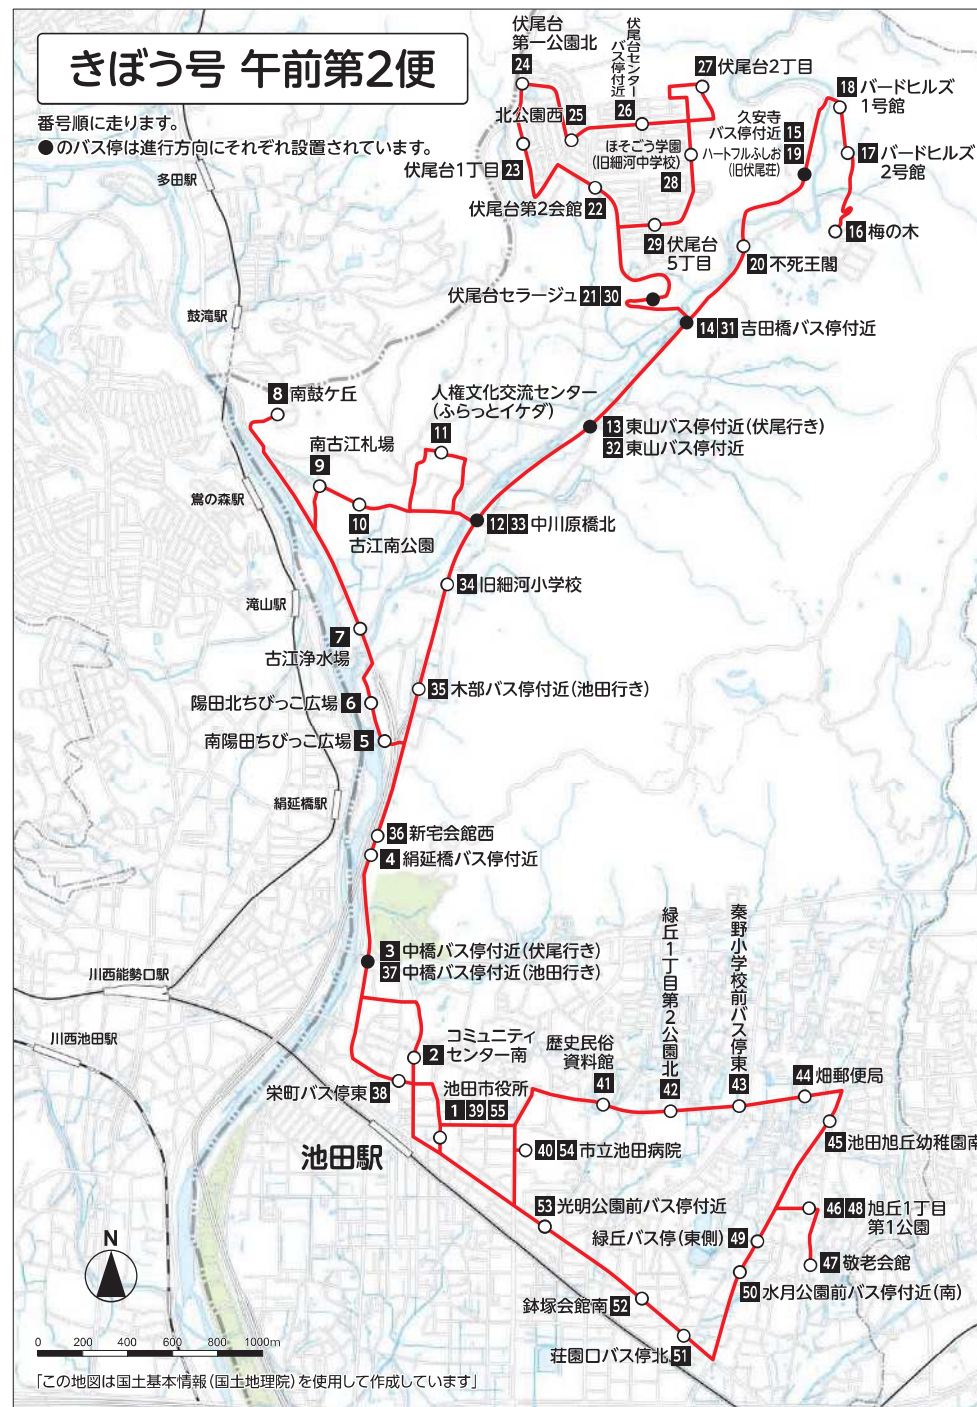 きぼう号 午前第2便
番号順に走ります。
●のバス停は進行方向にそれぞれ設置されています。
伏尾台
第一公園北
24
伏尾台センター
バス停付近
26
27 伏尾台2丁目
18 バードヒルズ
1号館
北公園西 25
久安寺
バス停付近 15
ハートフルふしお 19
(旧伏尾荘)
17 バードヒルズ
2号館
ほそごう学園
(旧細河中学校)
28
伏尾台1丁目 23
多田駅
伏尾台第2会館 22
16 梅の木
29 伏尾台
5丁目
20 不死王閣
伏尾台セラージュ 21 30
鼓滝駅
14 31 吉田橋バス停付近
8 南鼓ケ丘
人権文化交流センター
(ふらっとイケダ)
11
13 東山バス停付近(伏尾行き)
32 東山バス停付近
南古江札場
9
鴬の森駅
10
古江南公園
12 33 中川原橋北
34 旧細河小学校
滝山駅
7
古江浄水場
35 木部バス停付近(池田行き)
陽田北ちびっこ広場 6
南陽田ちびっこ広場 5
絹延橋駅
36 新宅会館西
4 絹延橋バス停付近
緑丘1丁目第2公園北
42
秦野小学校前バス停東
43
3 中橋バス停付近(伏尾行き)
37 中橋バス停付近(池田行き)
川西能勢口駅
川西池田駅
コミュニティ
2 センター南
歴史民俗
資料館
41
44 畑郵便局
栄町バス停東 38
池田市役所
1 39 55
45 池田旭丘幼稚園南
池田駅
40 54 市立池田病院
53 光明公園前バス停付近
46 48 旭丘1丁目
第1公園
緑丘バス停(東側) 49
47 敬老会館
50 水月公園前バス停付近(南)
鉢塚会館南 52
荘園口バス停北 51
N
0 200 400 600 800 1000m
「この地図は国土基本情報(国土地理院)を使用して作成しています」